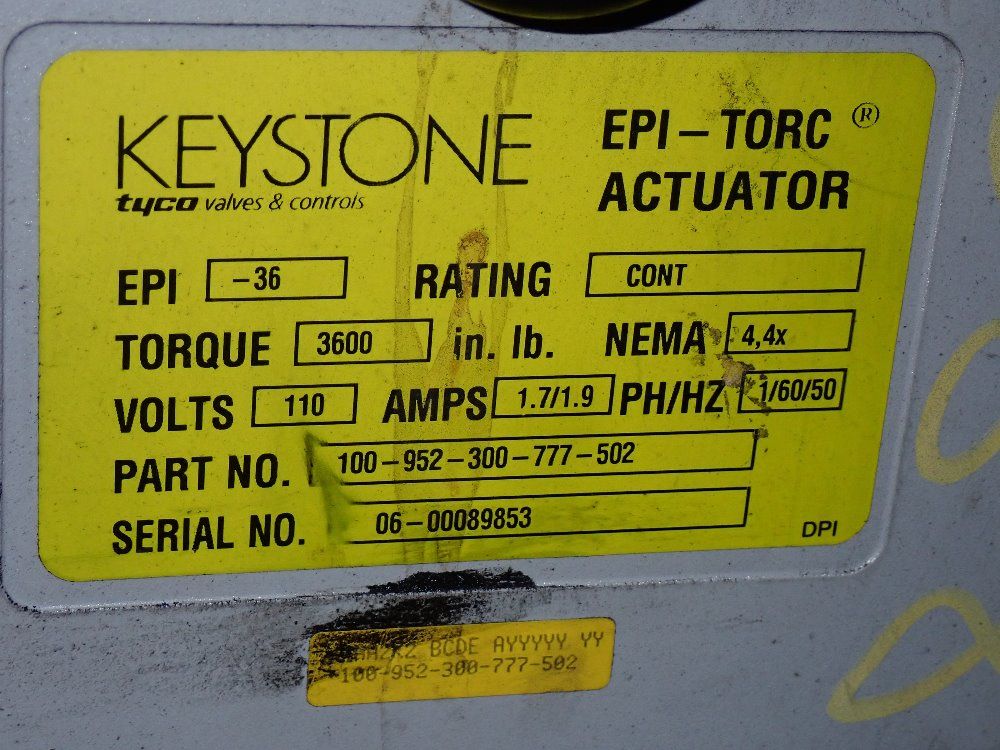 KEYSTONE
tyco valves & controls
EPI – TORC ®
ACTUATOR
EPI –36 RATING CONT
TORQUE 3600 in. lb. NEMA 4,4x
VOLTS 110 AMPS 1.7/1.9 PH/HZ 1/60/50
PART NO. 100–952–300–777–502
SERIAL NO. 06–00089853
DPI
BCDE AYYYYY YY
100-952-300-777-502